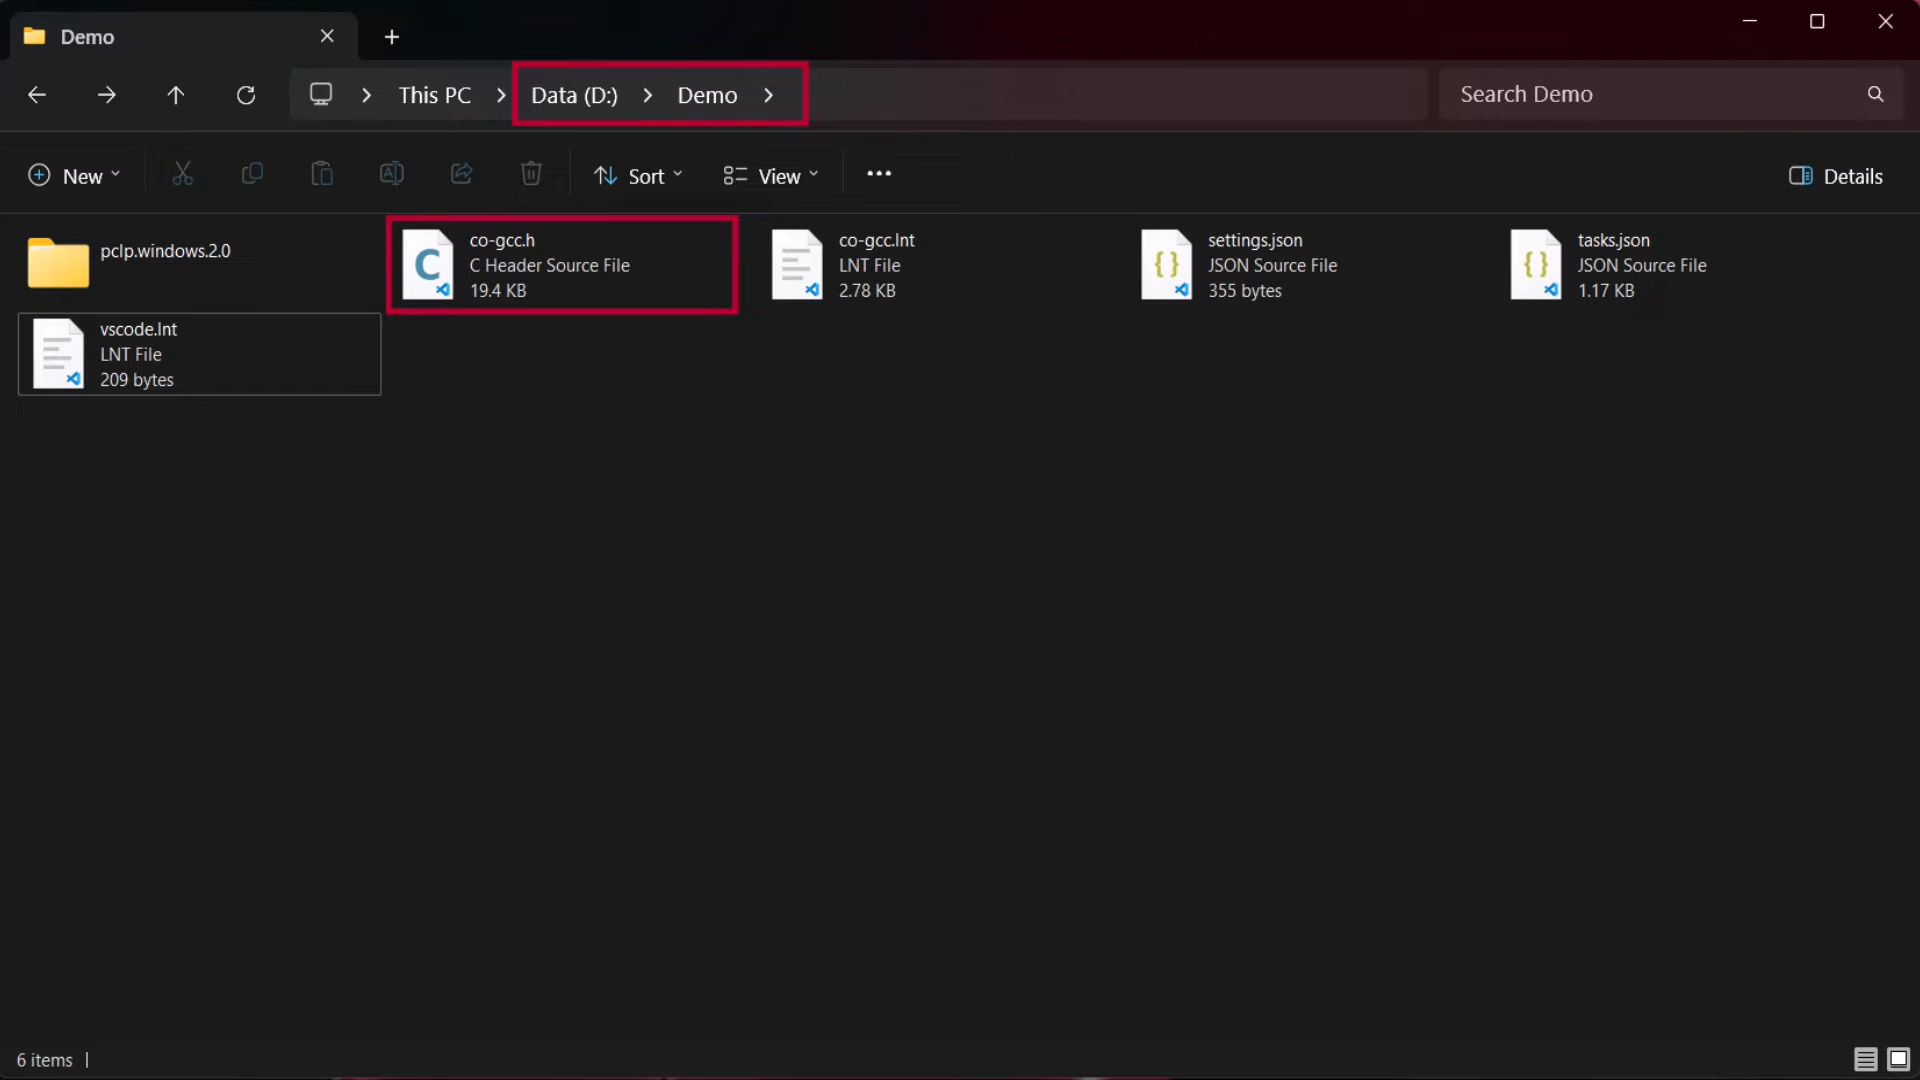 Demo
This PC
Data (D:)
Demo
Search Demo
New
Sort
View
Details
pclp.windows.2.0
co-gcc.h
C Header Source File
19.4 KB
co-gcc.lnt
LNT File
2.78 KB
settings.json
JSON Source File
355 bytes
tasks.json
JSON Source File
1.17 KB
vscode.lnt
LNT File
209 bytes
6 items